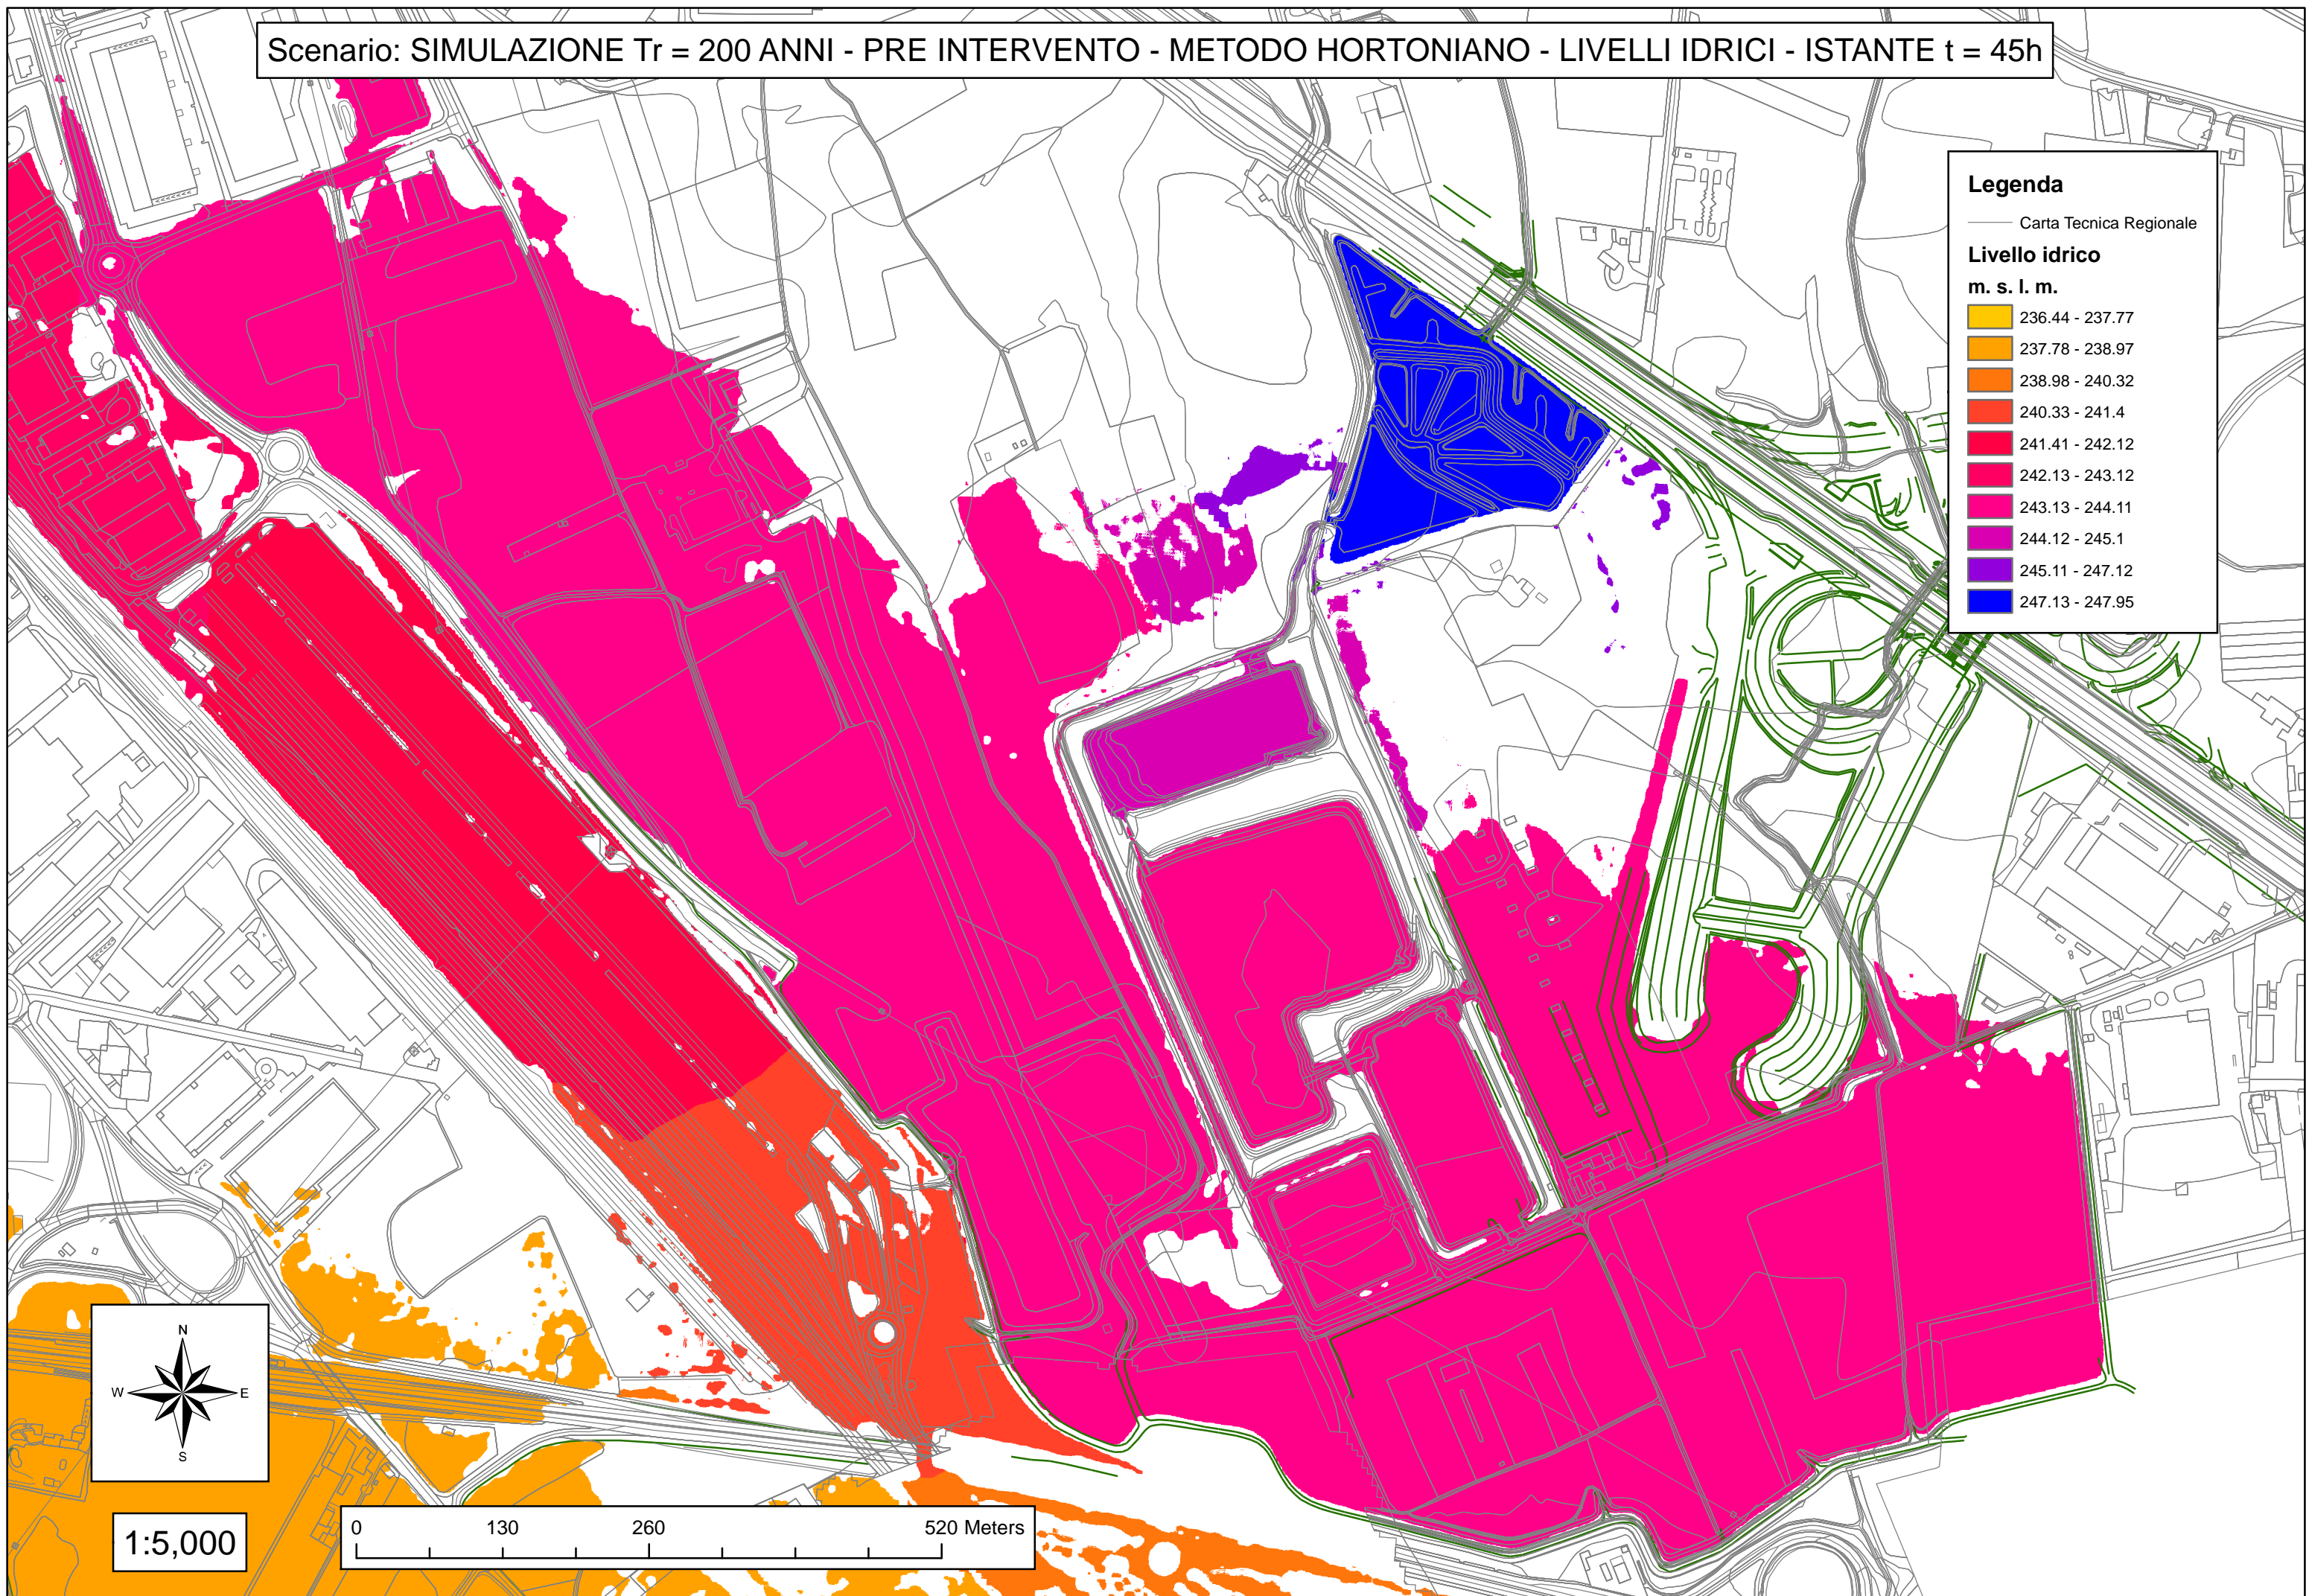 Scenario: SIMULAZIONE Tr = 200 ANNI - PRE INTERVENTO - METODO HORTONIANO - LIVELLI IDRICI - ISTANTE t = 45h
Legenda
Carta Tecnica Regionale
Livello idrico
m. s. l. m.
236.44 - 237.77
237.78 - 238.97
238.98 - 240.32
240.33 - 241.4
241.41 - 242.12
242.13 - 243.12
243.13 - 244.11
244.12 - 245.1
245.11 - 247.12
247.13 - 247.95
N
W E
S
1:5,000
0 130 260 520 Meters